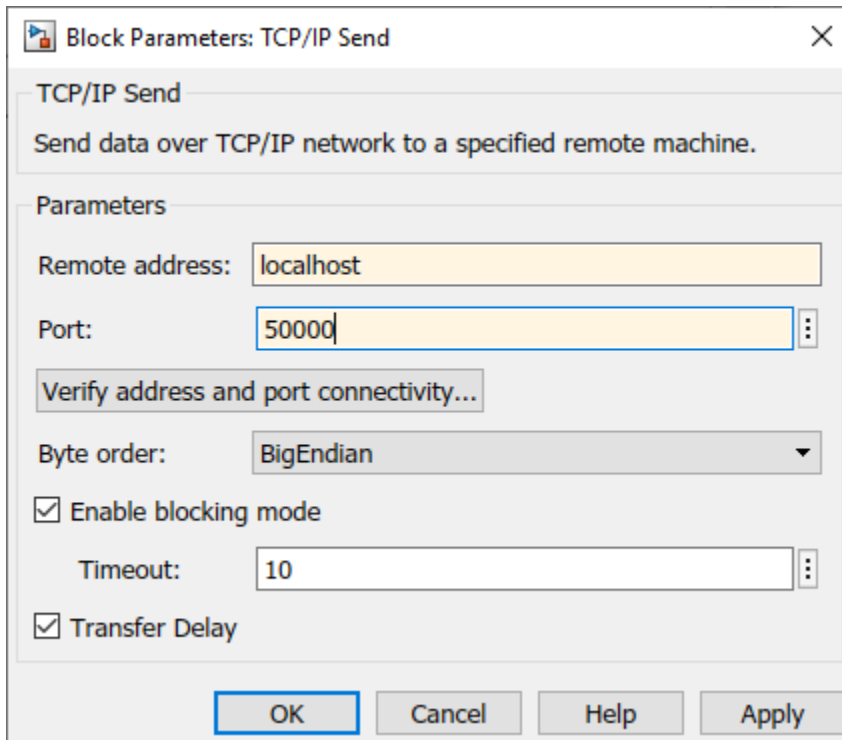 Block Parameters: TCP/IP Send
TCP/IP Send
Send data over TCP/IP network to a specified remote machine.
Parameters
Remote address: localhost
Port: 50000
Verify address and port connectivity...
Byte order: BigEndian
Enable blocking mode
Timeout: 10
Transfer Delay
OK Cancel Help Apply